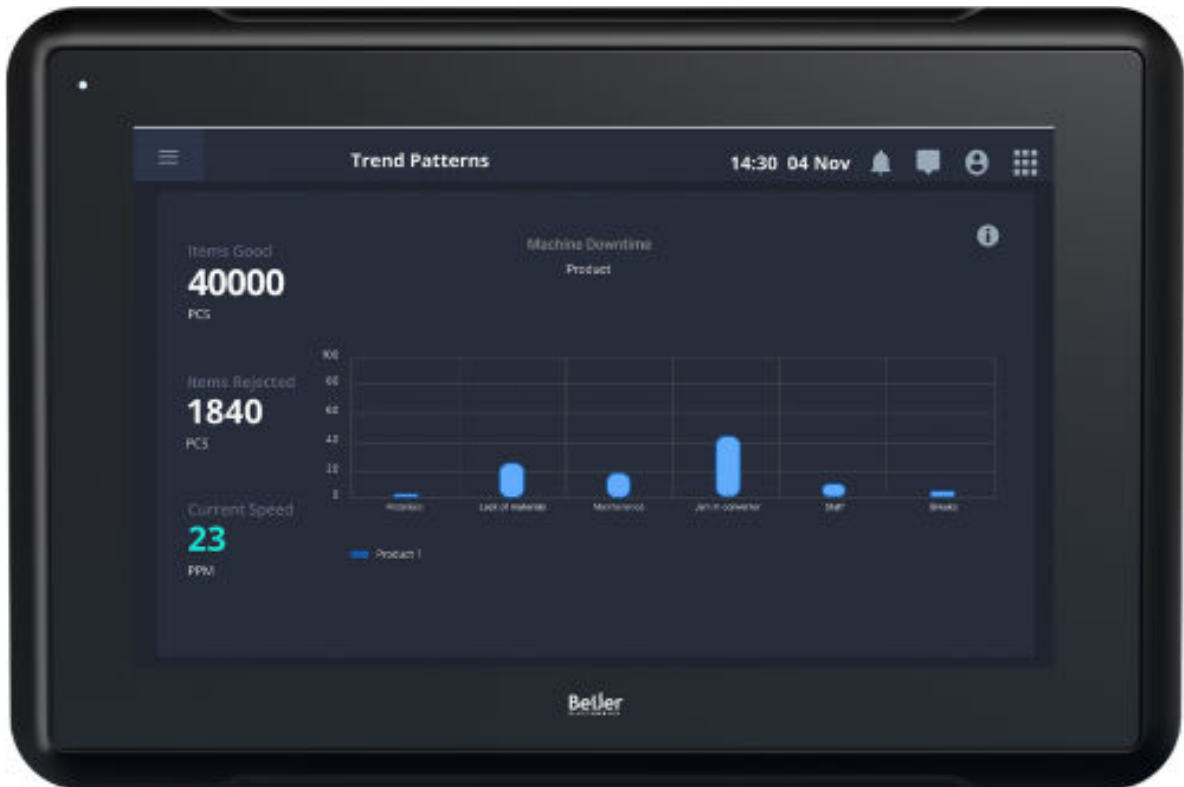 Trend Patterns
14:30 04 Nov
Items Good
40000
PCS
Machine Downtime
Product
Items Rejected
1840
PCS
Current Speed
23
PPM
100
80
60
40
20
0
Lack of materials
Maintenance
Jam in converter
Staff
Breaks
Product 1
Beijer
ELECTRONICS